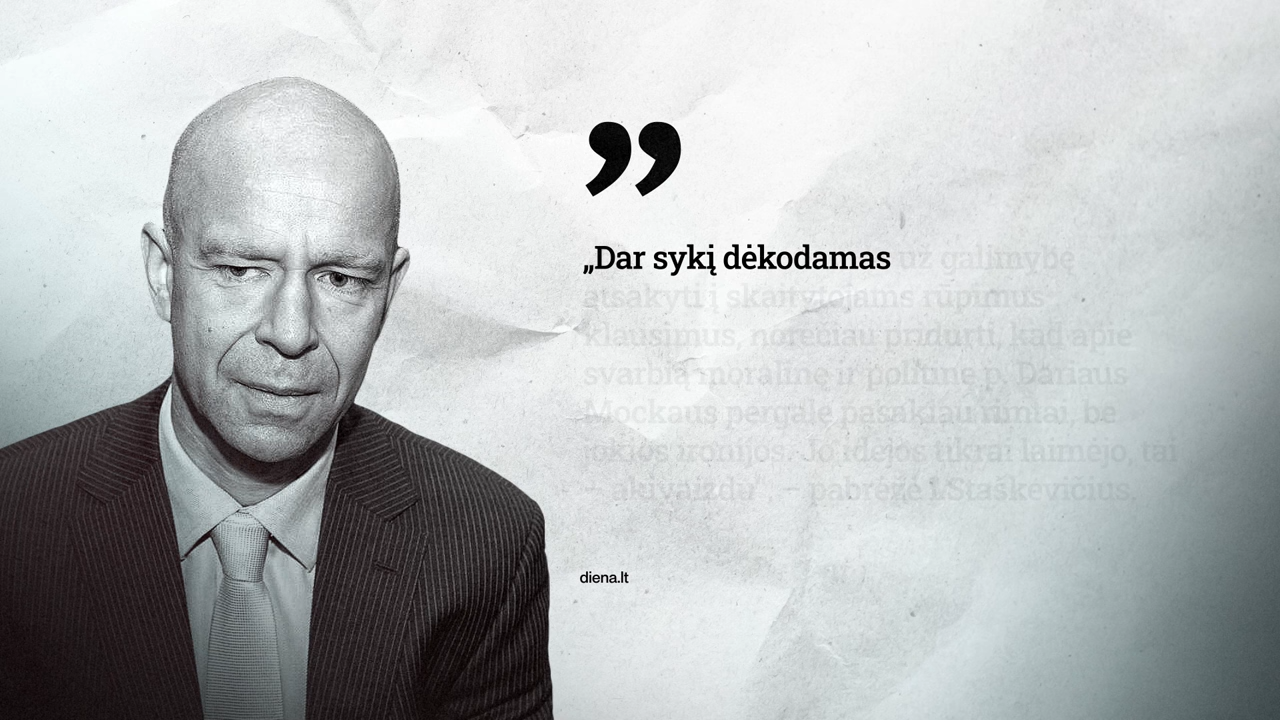 „Dar sykį dėkodamas už galimybę
atsakyti į skaitytojams rūpimus
klausimus, norėčiau pridurti, kad apie
svarbią moralinę ir politinę p. Dariaus
Mockaus pergalę pasakiau rimtai, be
jokios ironijos. Jo idėjos tikrai laimėjo, tai
– akivaizdu“, – pabrėžė I.Staškevičius.
diena.lt